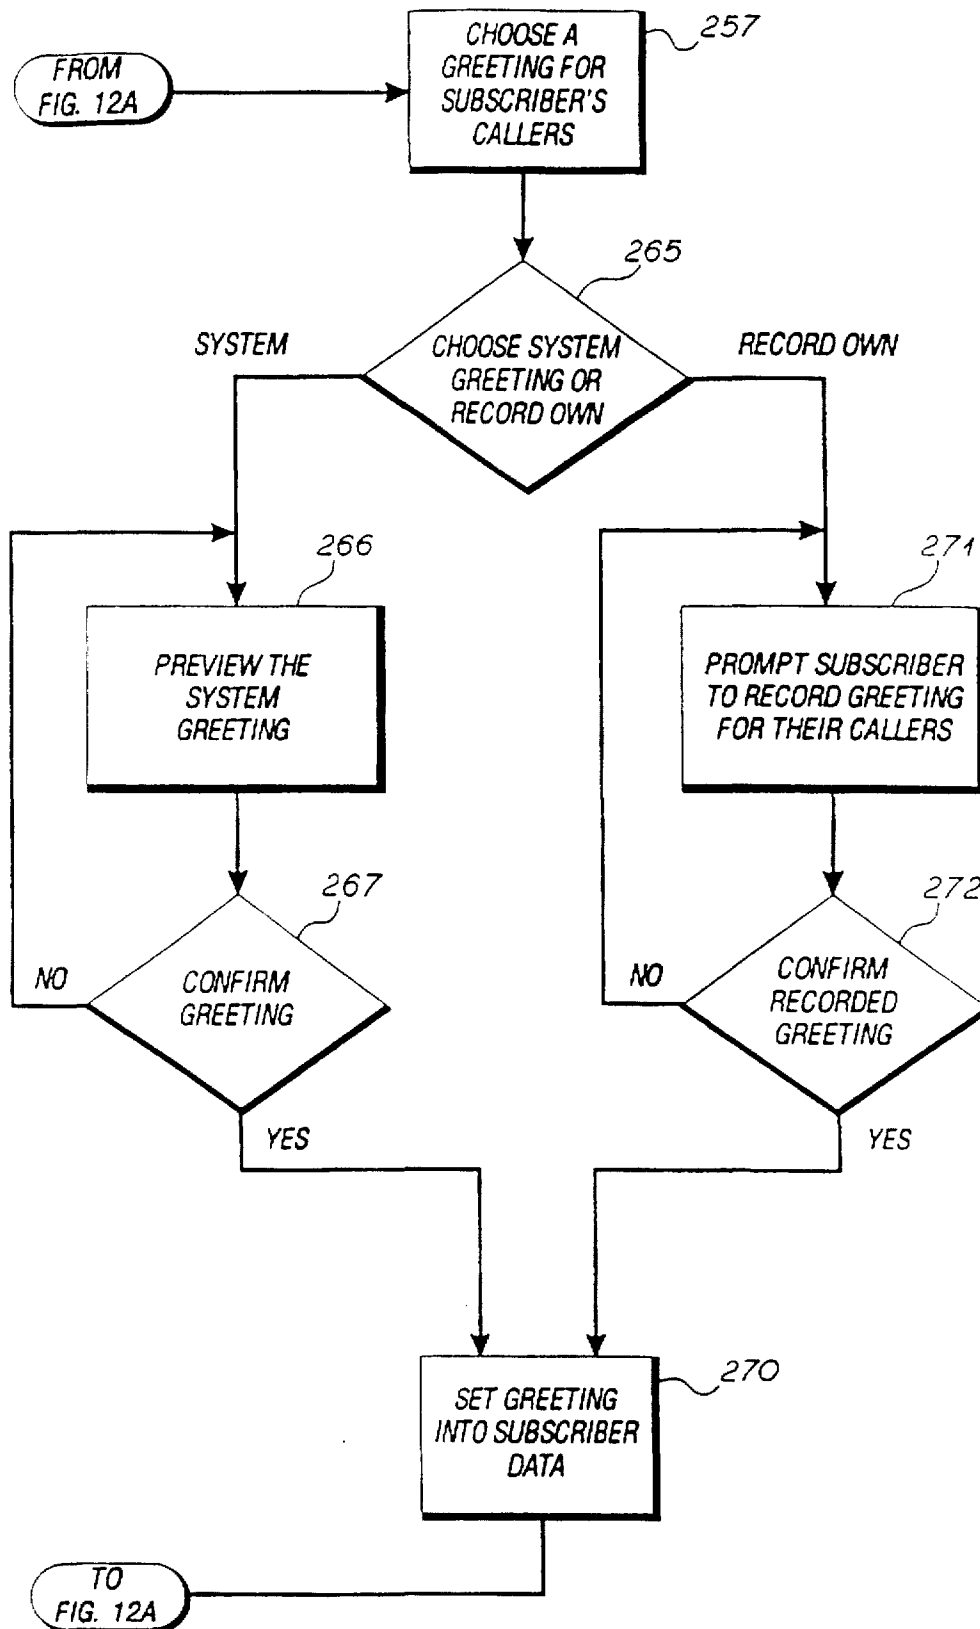 CHOOSE A
GREETING FOR
SUBSCRIBER'S
CALLERS
257
FROM
FIG. 12A
265
SYSTEM
CHOOSE SYSTEM
GREETING OR
RECORD OWN
RECORD OWN
266
PREVIEW THE
SYSTEM
GREETING
271
PROMPT SUBSCRIBER
TO RECORD GREETING
FOR THEIR CALLERS
267
NO
CONFIRM
GREETING
YES
272
NO
CONFIRM
RECORDED
GREETING
YES
270
SET GREETING
INTO SUBSCRIBER
DATA
TO
FIG. 12A